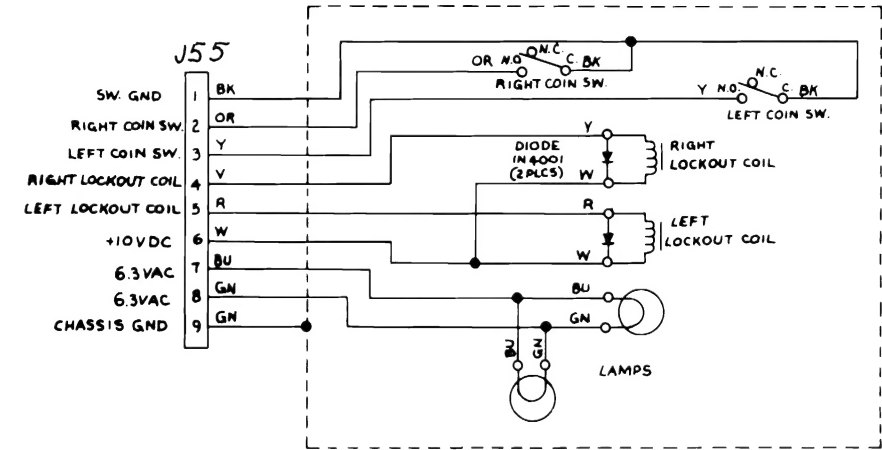 J55
SW. GND 1 BK
RIGHT COIN SW. 2 OR
LEFT COIN SW. 3 Y
RIGHT LOCKOUT COIL 4 V
LEFT LOCKOUT COIL 5 R
+10VDC 6 W
6.3VAC 7 BU
6.3VAC 8 GN
CHASSIS GND 9 GN
OR N.O. N.C. C. BK
RIGHT COIN SW.
Y N.O. N.C. C. BK
LEFT COIN SW.
Y
DIODE
IN4001
(2PLCS)
W
RIGHT
LOCKOUT COIL
R
W
LEFT
LOCKOUT COIL
BU
GN
BU
GN
LAMPS